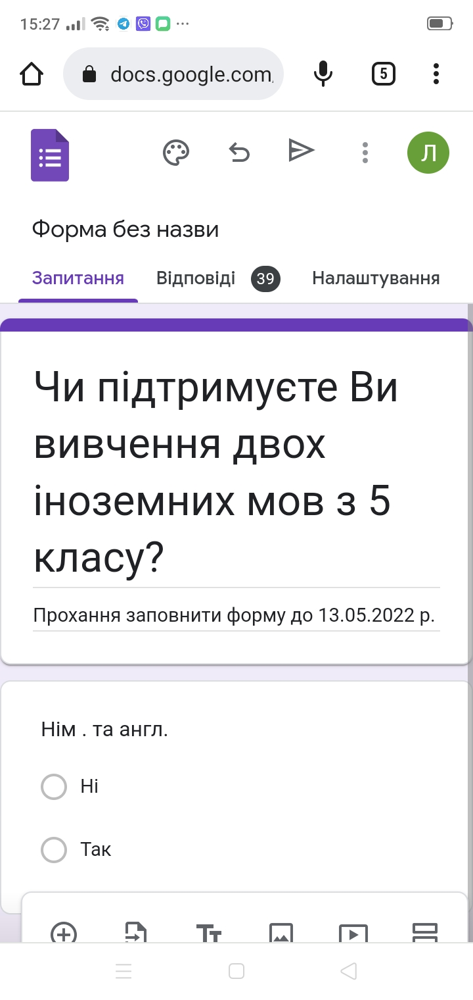 15:27
docs.google.com
5
Л
Форма без назви
Запитання Відповіді 39 Налаштування
Чи підтримуєте Ви
вивчення двох
іноземних мов з 5
класу?
Прохання заповнити форму до 13.05.2022 р.
Нім . та англ.
Ні
Так